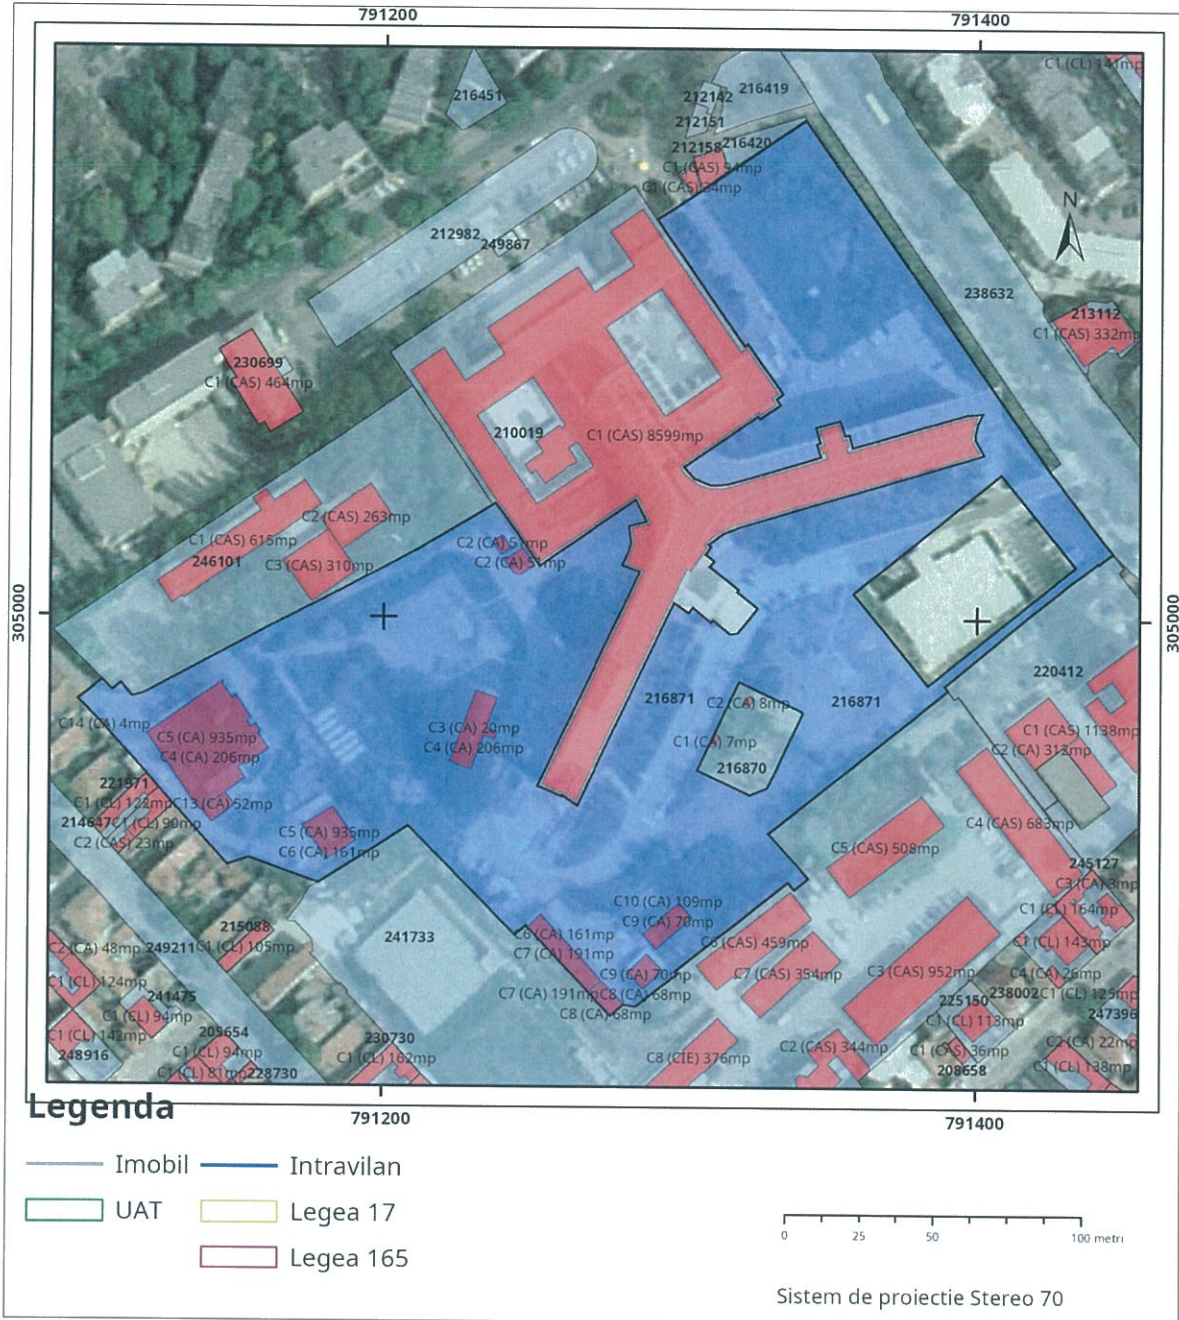 791200
791400
C1 (CL) 141mp
216451
212142
216419
212151
212158
216420
C1 (CAS) 94mp
C1 (CAS) 24mp
N
212982
249867
238632
213112
C1 (CAS) 332mp
230699
C1 (CAS) 464mp
210019
C1 (CAS) 8599mp
C2 (CAS) 263mp
C1 (CAS) 615mp
246101
C3 (CAS) 310mp
C2 (CA) 51mp
C2 (CA) 51mp
305000
305000
220412
216871
C2 (CA) 8mp
216871
C14 (CA) 4mp
C5 (CA) 935mp
C4 (CA) 206mp
C3 (CA) 20mp
C4 (CA) 206mp
C1 (CAS) 1138mp
C2 (CA) 312mp
C1 (CAS) 7mp
216870
221971
C1 (CL) 122mp
C13 (CA) 52mp
214647
C1 (CL) 90mp
C2 (CAS) 23mp
C5 (CA) 935mp
C6 (CA) 161mp
C4 (CAS) 683mp
C5 (CAS) 508mp
245127
C3 (CA) 3mp
C10 (CA) 109mp
C9 (CA) 70mp
C1 (CL) 164mp
215088
241733
C6 (CA) 161mp
C7 (CA) 191mp
C6 (CAS) 459mp
C2 (CA) 48mp
249211
C1 (CL) 105mp
C1 (CL) 143mp
C9 (CA) 70mp
C7 (CAS) 354mp
C3 (CAS) 952mp
C4 (CA) 26mp
C1 (CL) 124mp
C7 (CA) 191mp
C8 (CA) 68mp
238002
C1 (CL) 125mp
241475
C8 (CA) 68mp
225150
C1 (CL) 94mp
C1 (CL) 113mp
247396
C1 (CL) 142mp
205654
230730
C2 (CAS) 344mp
C2 (CA) 22mp
248916
C1 (CL) 94mp
C1 (CL) 162mp
C8 (CIE) 376mp
C1 (CAS) 36mp
C1 (CL) 81mp
228730
208658
C1 (CL) 138mp
Legenda
791200
791400
Imobil
Intravilan
UAT
Legea 17
Legea 165
0 25 50 100 metri
Sistem de proiectie Stereo 70